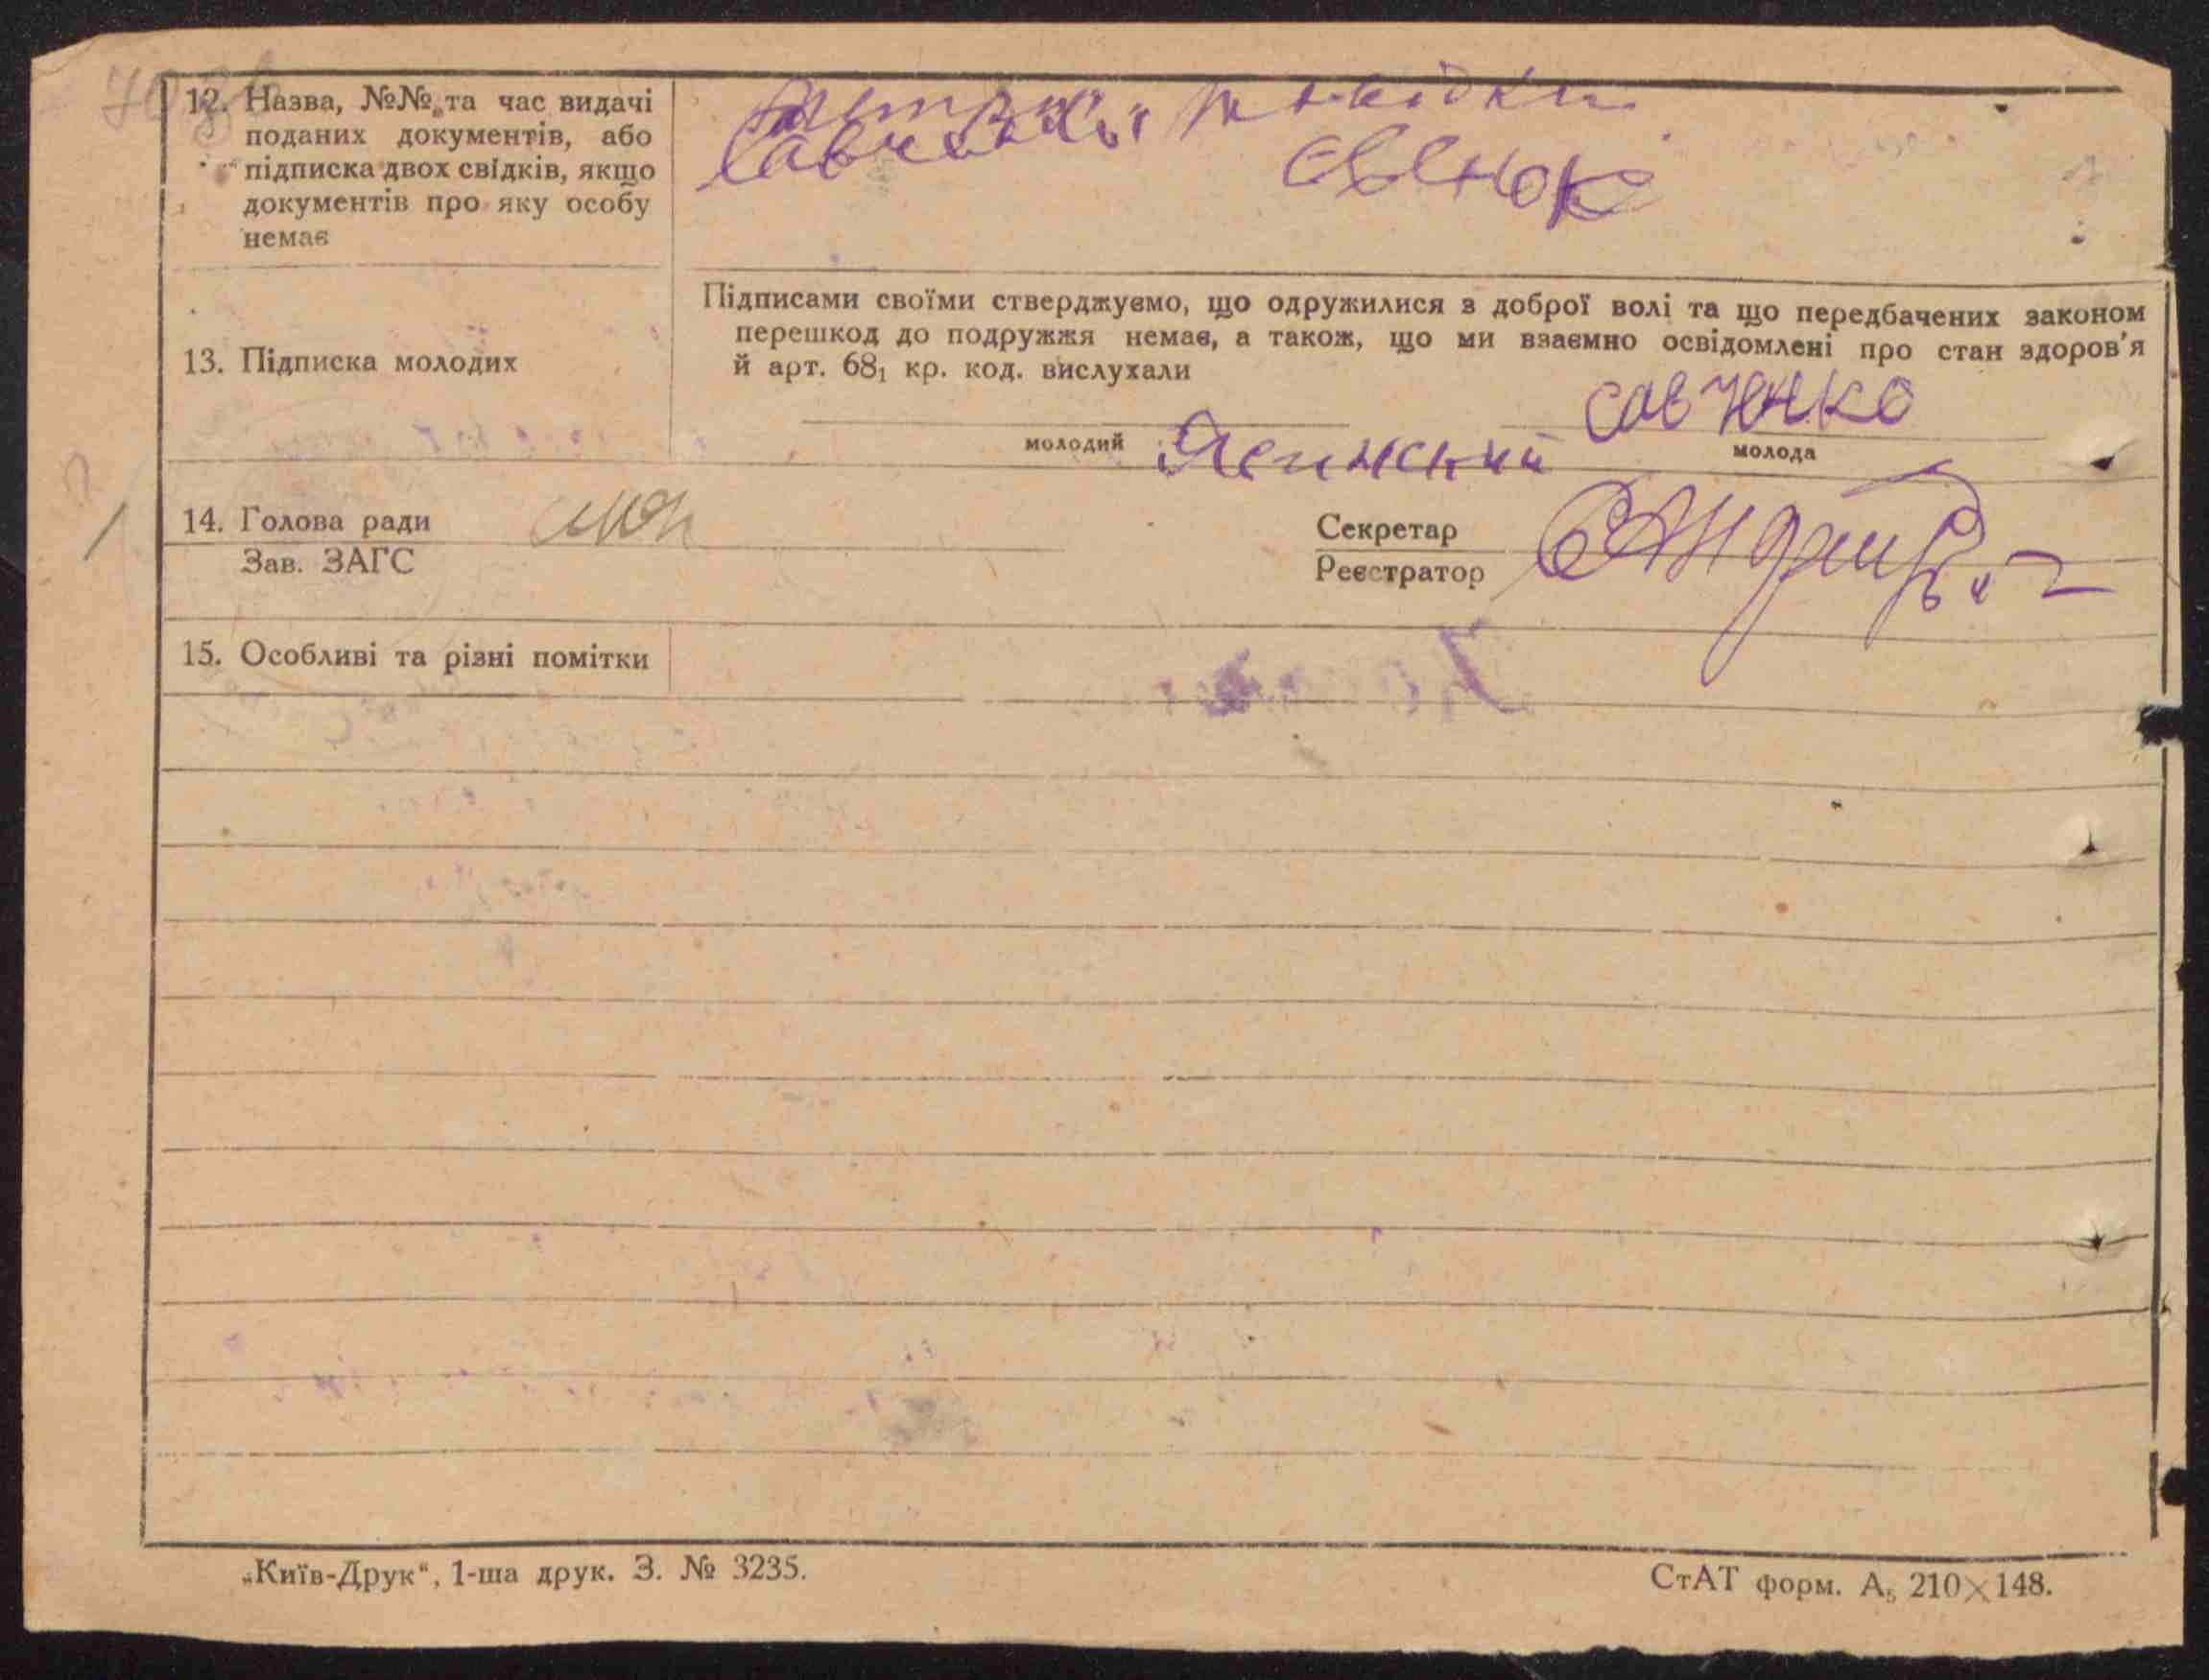 12. Назва, №№ та час видачі
поданих документів, або
підписка двох свідків, якщо
документів про яку особу
немає
13. Підписка молодих
Підписами своїми стверджуємо, що одружилися з доброї волі та що передбачених законом
перешкод до подружжя немає, а також, що ми взаємно освідомлені про стан здоров'я
й арт. 68₁ кр. код. вислухали
савченко
молодий
молода
14. Голова ради
Зав. ЗАГС
Секретар
Реєстратор
15. Особливі та різні помітки
„Київ-Друк“, 1-ша друк. З. № 3235.
СтАТ форм. А₅ 210×148.